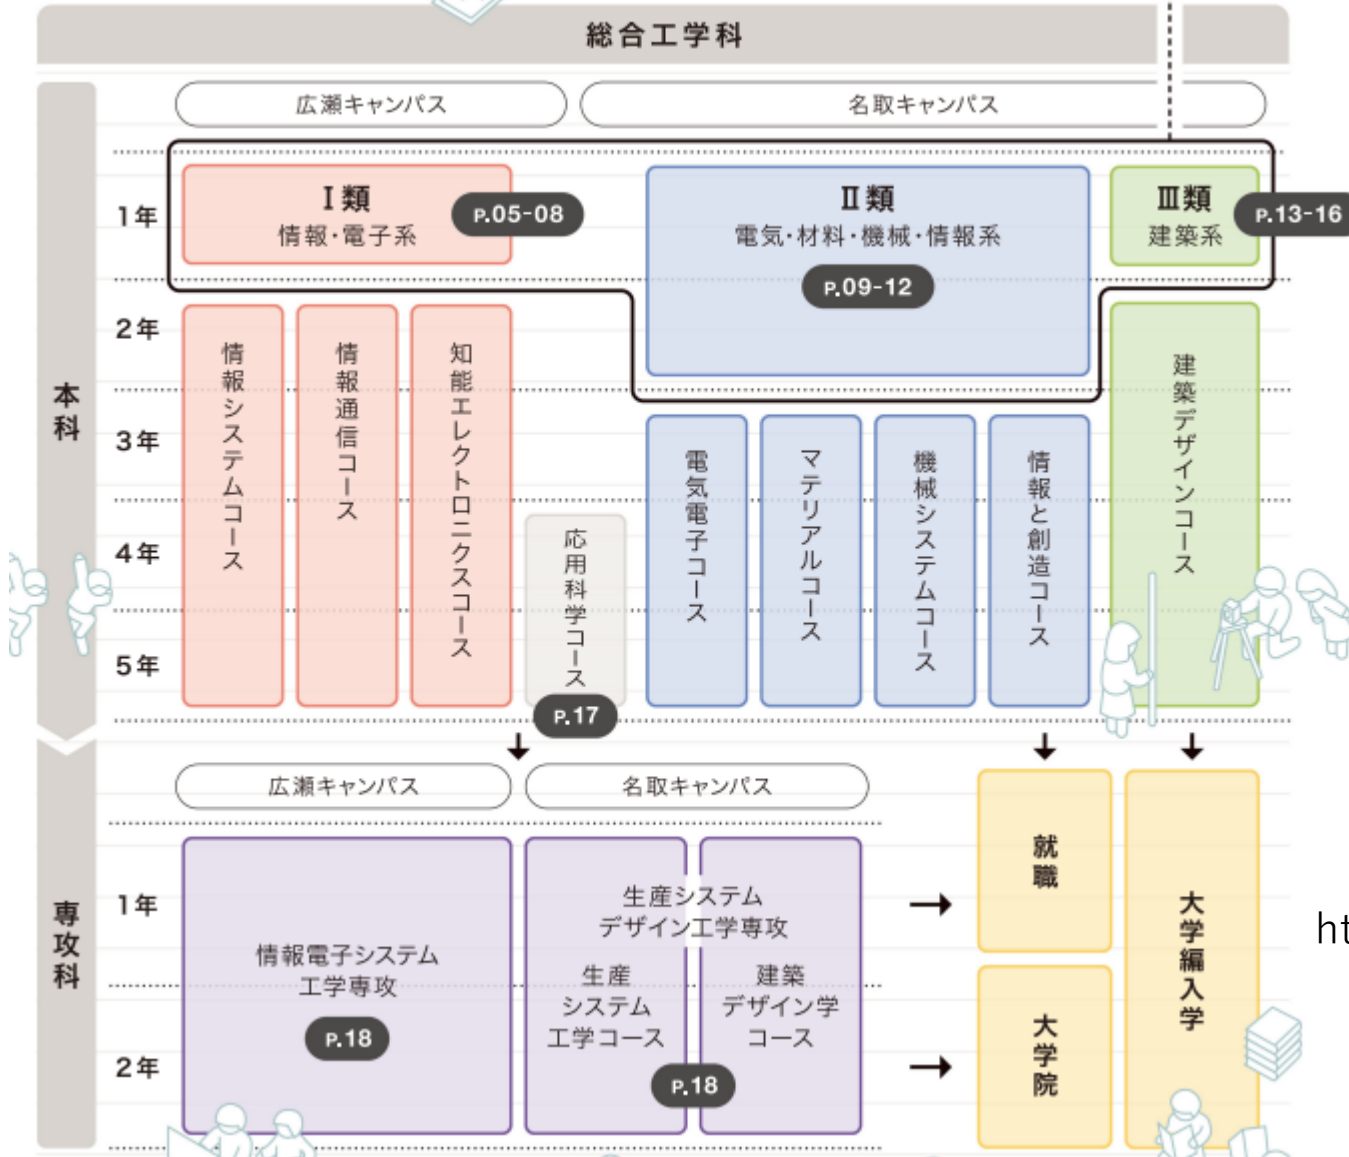 総合工学科
広瀬キャンパス
名取キャンパス
本科
1年
Ⅰ類
情報・電子系
P.05-08
Ⅱ類
電気・材料・機械・情報系
P.09-12
Ⅲ類
建築系
P.13-16
2年
3年
4年
5年
情報システムコース
情報通信コース
知能エレクトロニクスコース
応用科学コース
P.17
電気電子コース
マテリアルコース
機械システムコース
情報と創造コース
建築デザインコース
専攻科
広瀬キャンパス
名取キャンパス
1年
2年
情報電子システム
工学専攻
P.18
生産システム
デザイン工学専攻
生産
システム
工学コース
建築
デザイン学
コース
P.18
就職
大学院
大学編入学
ht